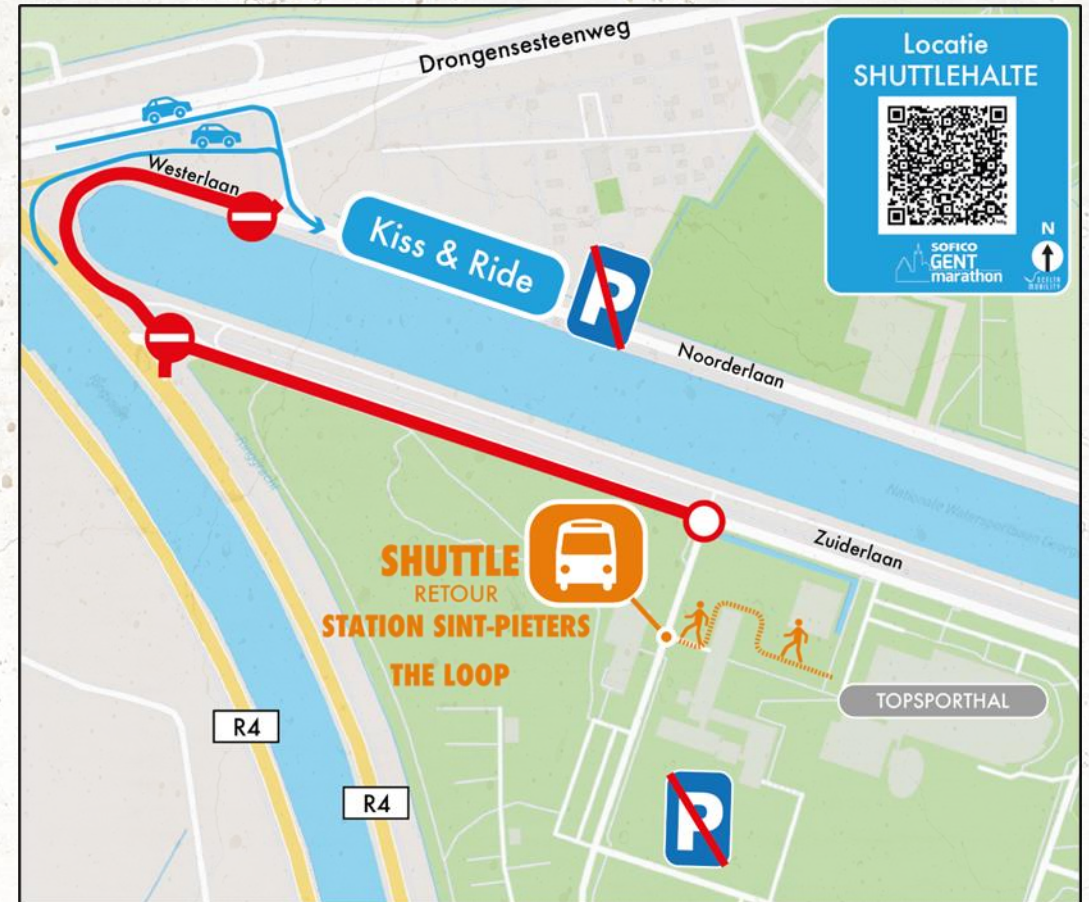 Drongensesteenweg
Locatie
SHUTTLEHALTE
SOFICO
GENT
marathon
N
Westerlaan
Kiss & Ride
P
Noorderlaan
Zuiderlaan
SHUTTLE
RETOUR
STATION SINT-PIETERS
THE LOOP
TOPSPORTHAL
R4
R4
P